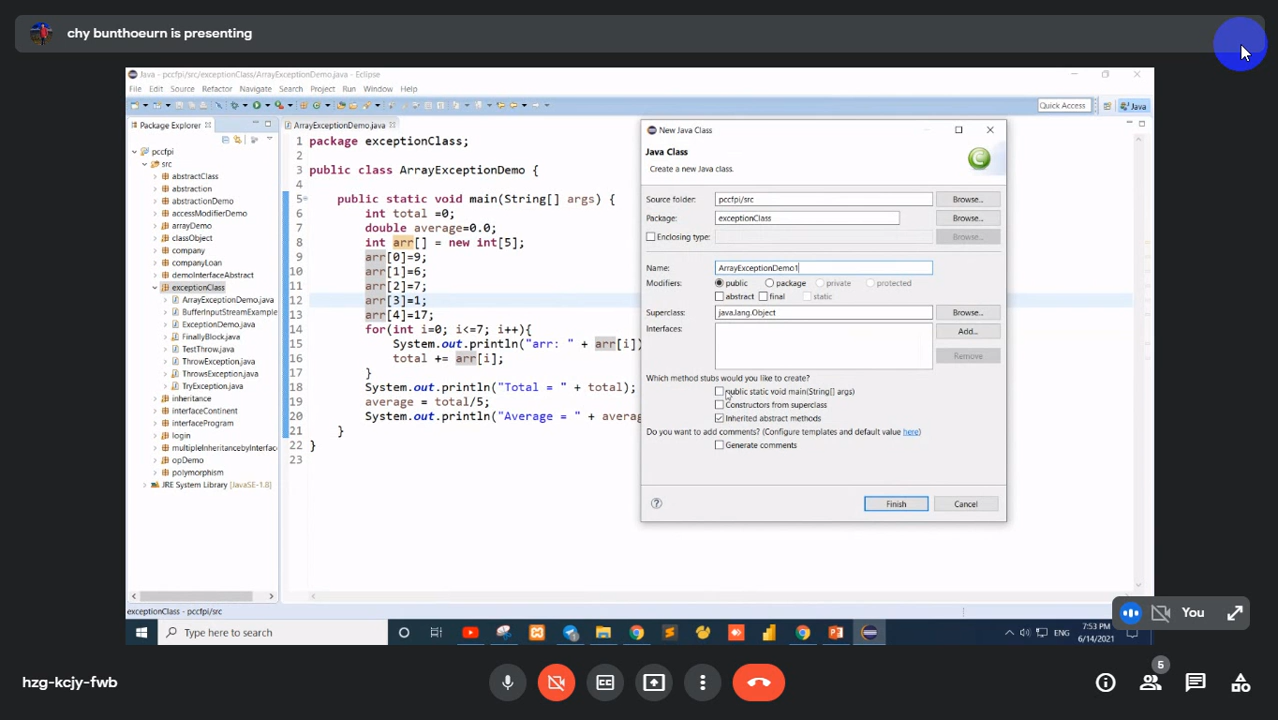 chy bunthoeurn is presenting
Java - pccfpi/src/exceptionClass/ArrayExceptionDemo.java - Eclipse
File Edit Source Refactor Navigate Search Project Run Window Help
Quick Access
Java
Package Explorer
pccfpi
src
abstractClass
abstraction
abstractionDemo
accessModifierDemo
arrayDemo
classObject
company
companyLoan
demoInterfaceAbstract
exceptionClass
ArrayExceptionDemo.java
BufferInputStreamExample
ExceptionDemo.java
FinallyBlock.java
TestThrow.java
ThrowException.java
ThrowsException.java
TryException.java
inheritance
interfaceContinent
interfaceProgram
login
multipleInheritancebyInterface
opDemo
polymorphism
JRE System Library [JavaSE-1.8]
ArrayExceptionDemo.java
1 package exceptionClass;
2
3 public class ArrayExceptionDemo {
4
5 public static void main(String[] args) {
6 int total =0;
7 double average=0.0;
8 int arr[] = new int[5];
9 arr[0]=9;
10 arr[1]=6;
11 arr[2]=7;
12 arr[3]=1;
13 arr[4]=17;
14 for(int i=0; i<=7; i++){
15 System.out.println("arr: " + arr[i])
16 total += arr[i];
17 }
18 System.out.println("Total = " + total);
19 average = total/5;
20 System.out.println("Average = " + averag
21 }
22 }
23
New Java Class
Java Class
Create a new Java class.
Source folder: pccfpi/src Browse...
Package: exceptionClass Browse...
Enclosing type: Browse...
Name: ArrayExceptionDemo1
Modifiers: public package private protected
abstract final static
Superclass: java.lang.Object Browse...
Interfaces: Add...
Remove
Which method stubs would you like to create?
public static void main(String[] args)
Constructors from superclass
Inherited abstract methods
Do you want to add comments? (Configure templates and default value here)
Generate comments
Finish Cancel
exceptionClass - pccfpi/src
Type here to search
ENG
7:53 PM
6/14/2021
You
hzg-kcjy-fwb
5